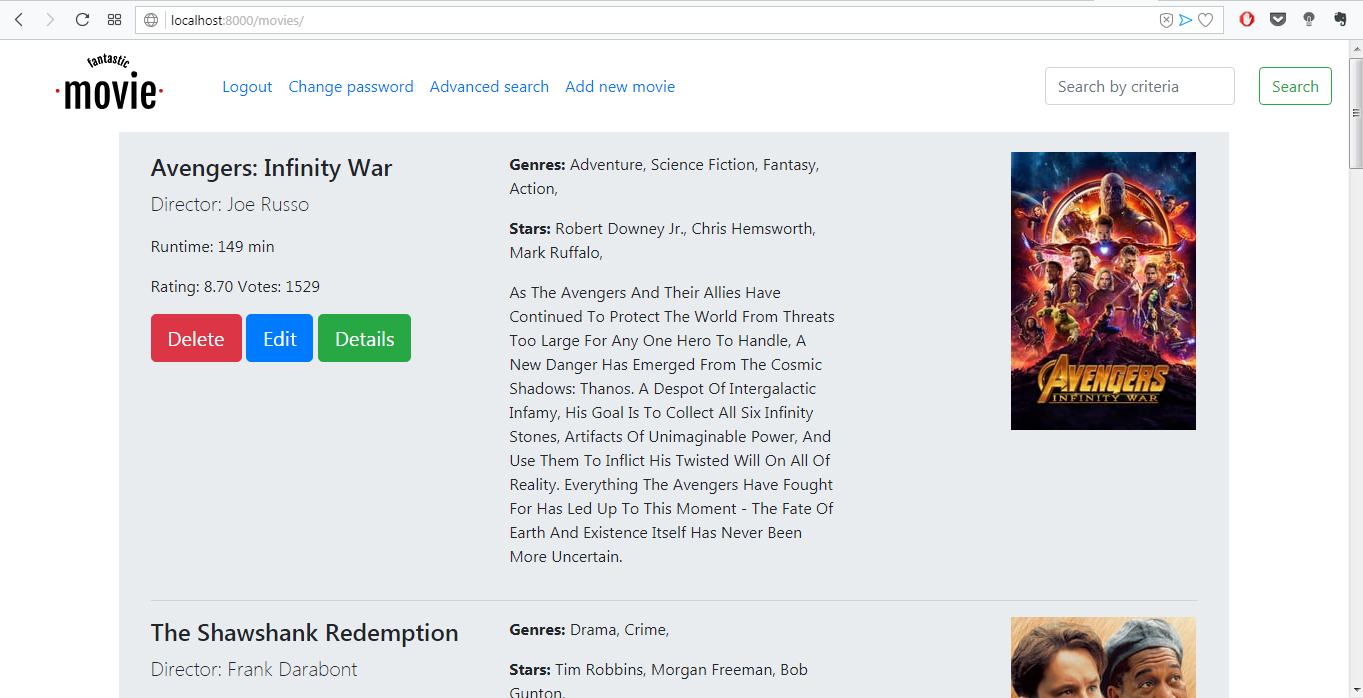 localhost:8000/movies/
fantastic
movie
Logout Change password Advanced search Add new movie
Search by criteria
Search
Avengers: Infinity War
Director: Joe Russo
Runtime: 149 min
Rating: 8.70 Votes: 1529
Delete Edit Details
Genres: Adventure, Science Fiction, Fantasy,
Action,
Stars: Robert Downey Jr., Chris Hemsworth,
Mark Ruffalo,
As The Avengers And Their Allies Have
Continued To Protect The World From Threats
Too Large For Any One Hero To Handle, A
New Danger Has Emerged From The Cosmic
Shadows: Thanos. A Despot Of Intergalactic
Infamy, His Goal Is To Collect All Six Infinity
Stones, Artifacts Of Unimaginable Power, And
Use Them To Inflict His Twisted Will On All Of
Reality. Everything The Avengers Have Fought
For Has Led Up To This Moment - The Fate Of
Earth And Existence Itself Has Never Been
More Uncertain.
AVENGERS
INFINITY WAR
The Shawshank Redemption
Director: Frank Darabont
Genres: Drama, Crime,
Stars: Tim Robbins, Morgan Freeman, Bob
Gunton,